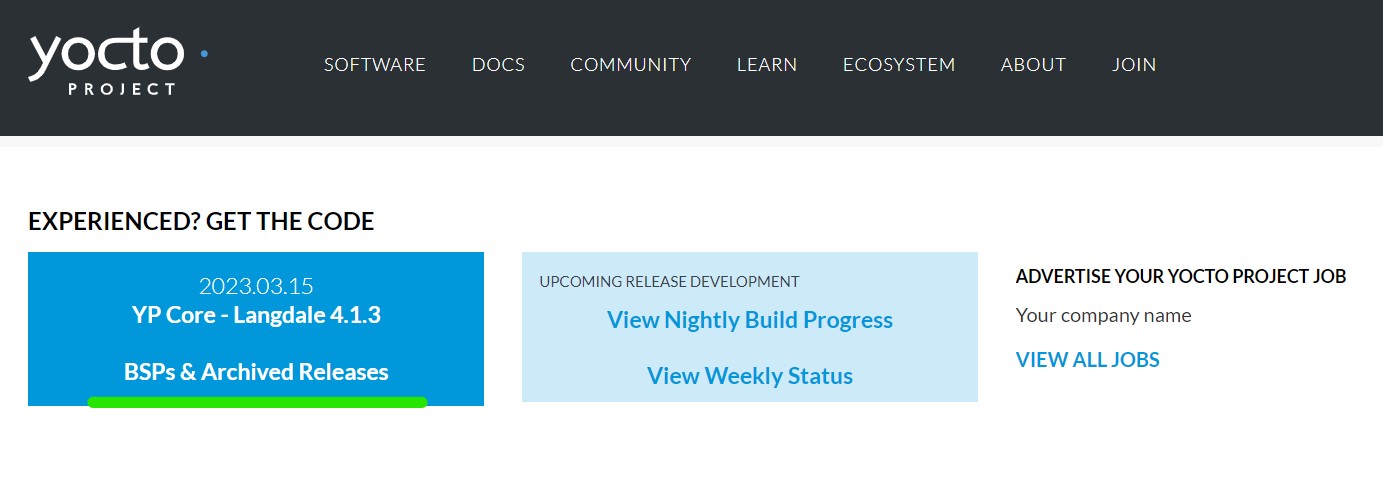 yocto
PROJECT
SOFTWARE DOCS COMMUNITY LEARN ECOSYSTEM ABOUT JOIN
EXPERIENCED? GET THE CODE
2023.03.15
YP Core - Langdale 4.1.3
BSPs & Archived Releases
UPCOMING RELEASE DEVELOPMENT
View Nightly Build Progress
View Weekly Status
ADVERTISE YOUR YOCTO PROJECT JOB
Your company name
VIEW ALL JOBS